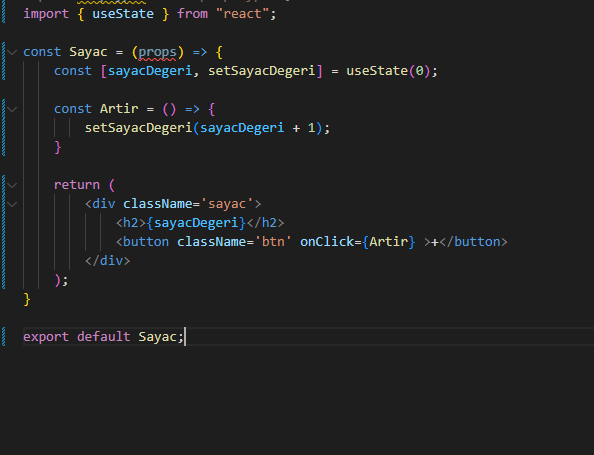 import { useState } from "react";
const Sayac = (props) => {
const [sayacDegeri, setSayacDegeri] = useState(0);
const Artir = () => {
setSayacDegeri(sayacDegeri + 1);
}
return (
<div className='sayac'>
<h2>{sayacDegeri}</h2>
<button className='btn' onClick={Artir} >+</button>
</div>
);
}
export default Sayac;